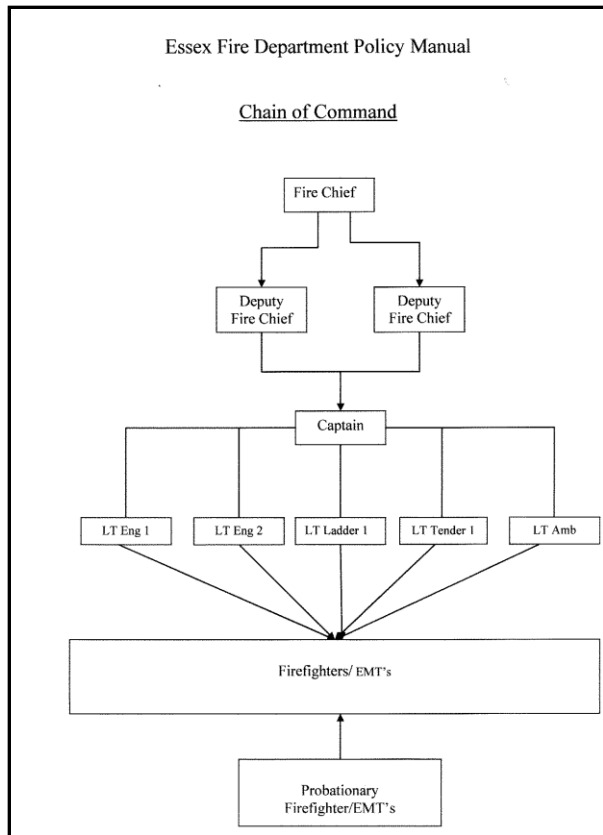 Essex Fire Department Policy Manual
Chain of Command
Fire Chief
Deputy
Fire Chief
Deputy
Fire Chief
Captain
LT Eng 1
LT Eng 2
LT Ladder 1
LT Tender 1
LT Amb
Firefighters/ EMT's
Probationary
Firefighter/EMT's